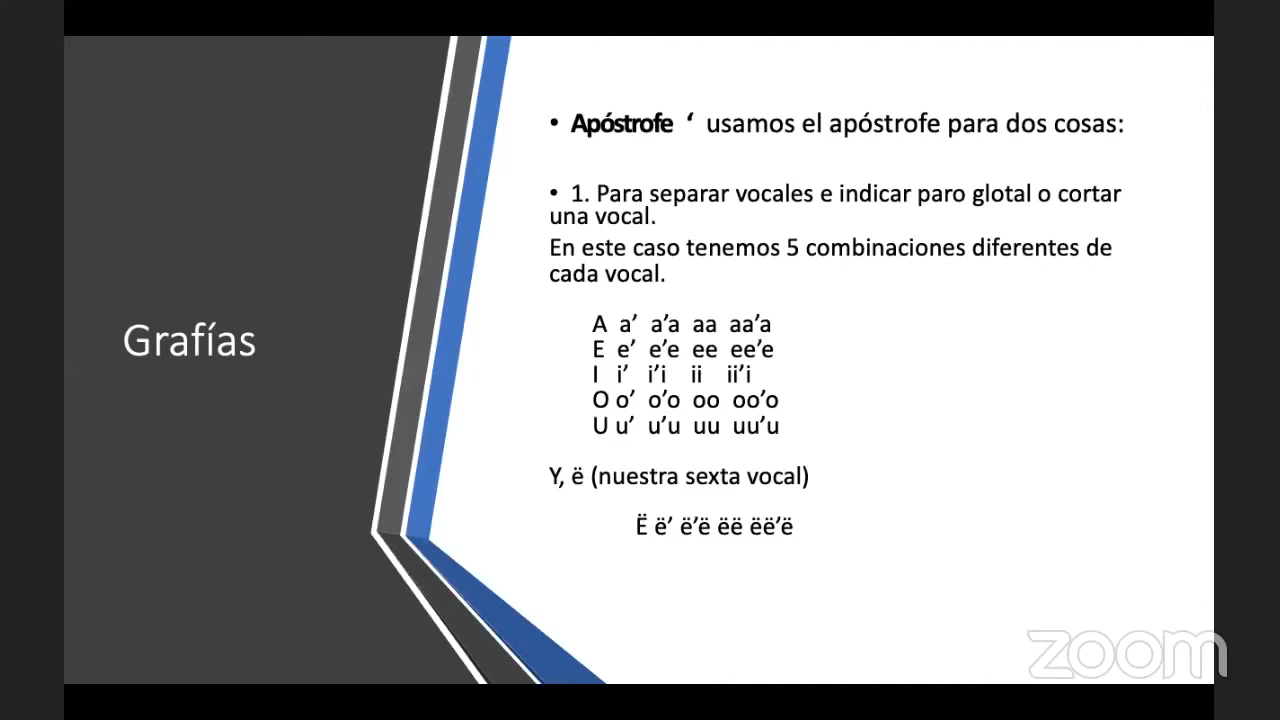 Grafías
• Apóstrofe ‘ usamos el apóstrofe para dos cosas:
• 1. Para separar vocales e indicar paro glotal o cortar
una vocal.
En este caso tenemos 5 combinaciones diferentes de
cada vocal.
A a’ a’a aa aa’a
E e’ e’e ee ee’e
I i’ i’i ii ii’i
O o’ o’o oo oo’o
U u’ u’u uu uu’u
Y, ë (nuestra sexta vocal)
Ë ë’ ë’ë ëë ëë’ë
zoom